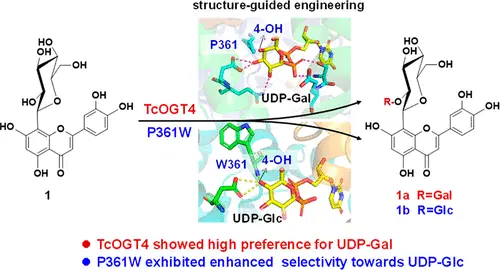 structure-guided engineering
4-OH
P361
UDP-Gal
TcOGT4
P361W
W361
4-OH
UDP-Glc
HO
OH
HO
OH
HO
O
HO
O
OH
OH
OH
O
1
HO
OH
HO
OH
R-O
O
HO
O
OH
OH
OH
O
1a R=Gal
1b R=Glc
● TcOGT4 showed high preference for UDP-Gal
● P361W exhibited enhanced selectivity towards UDP-Glc